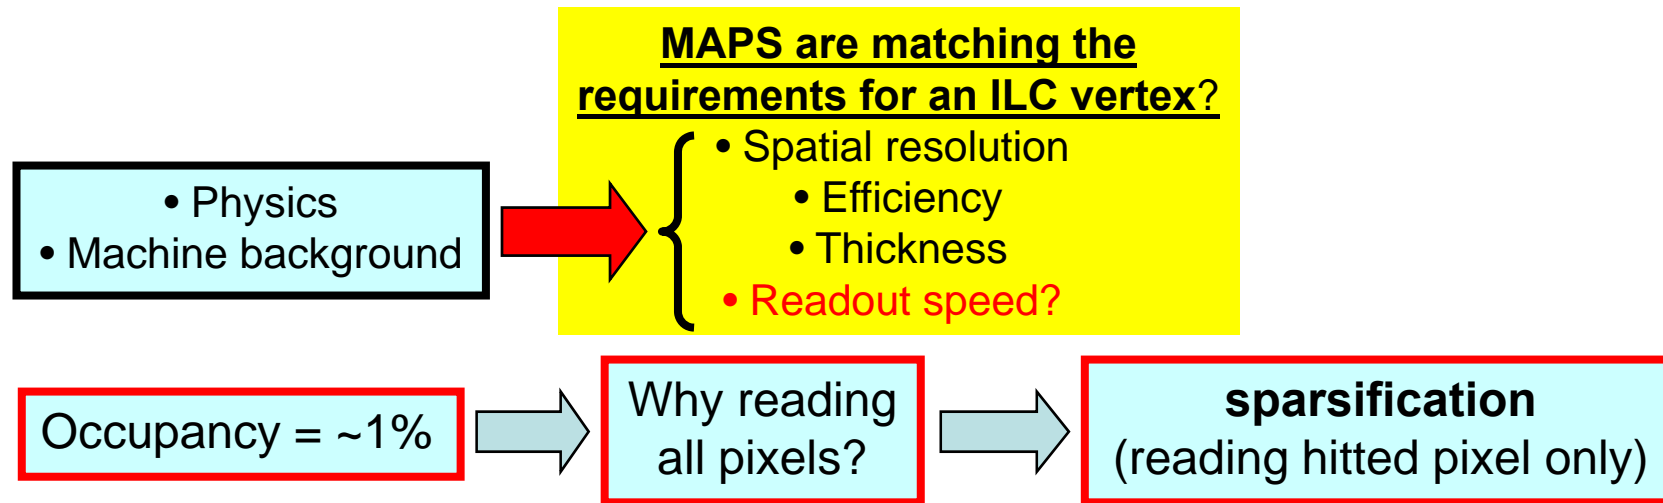 MAPS are matching the
requirements for an ILC vertex?
• Spatial resolution
• Efficiency
• Thickness
• Readout speed?
• Physics
• Machine background
Occupancy = ~1%
Why reading
all pixels?
sparsification
(reading hitted pixel only)